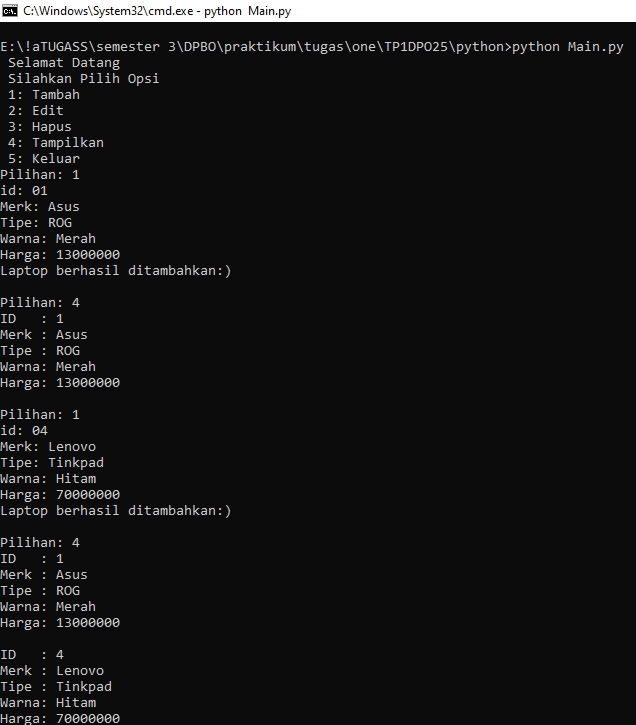 C:\Windows\System32\cmd.exe - python Main.py
E:\!aTUGASS\semester 3\DPBO\praktikum\tugas\one\TP1DPO25\python>python Main.py
Selamat Datang
Silahkan Pilih Opsi
1: Tambah
2: Edit
3: Hapus
4: Tampilkan
5: Keluar
Pilihan: 1
id: 01
Merk: Asus
Tipe: ROG
Warna: Merah
Harga: 13000000
Laptop berhasil ditambahkan:)
Pilihan: 4
ID   : 1
Merk : Asus
Tipe : ROG
Warna: Merah
Harga: 13000000
Pilihan: 1
id: 04
Merk: Lenovo
Tipe: Tinkpad
Warna: Hitam
Harga: 70000000
Laptop berhasil ditambahkan:)
Pilihan: 4
ID   : 1
Merk : Asus
Tipe : ROG
Warna: Merah
Harga: 13000000
ID   : 4
Merk : Lenovo
Tipe : Tinkpad
Warna: Hitam
Harga: 70000000